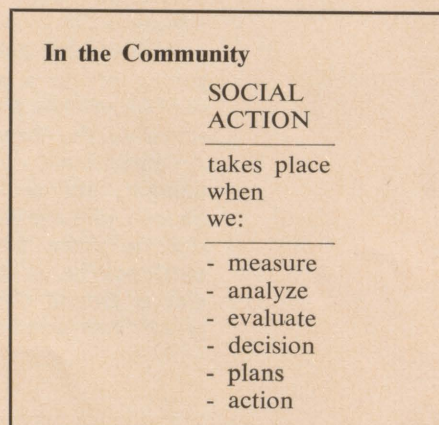 In the Community
SOCIAL
ACTION
takes place
when
we:
- measure
- analyze
- evaluate
- decision
- plans
- action